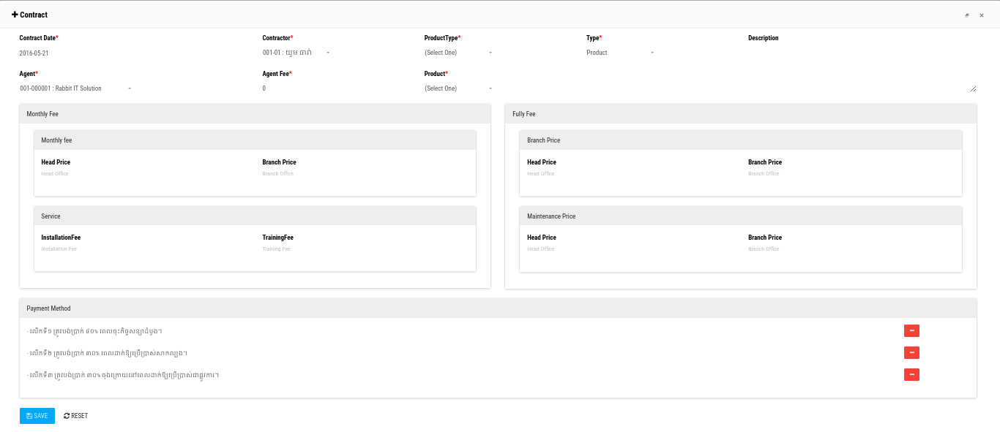 Contract
Contract Date*
Contractor*
ProductType*
Type*
Description
2016-05-21
001-01 : យួម ធារ៉ា
(Select One)
Product
Agent*
Agent Fee*
Product*
001-000001 : Rabbit IT Solution
0
(Select One)
Monthly Fee
Fully Fee
Monthly fee
Branch Price
Head Price
Branch Price
Head Price
Branch Price
Head Office
Branch Office
Head Office
Branch Office
Service
Maintenance Price
InstallationFee
TrainingFee
Head Price
Branch Price
Installation Fee
Training Fee
Head Office
Branch Office
Payment Method
- លើកទី១ ត្រូវបង់ប្រាក់ ៤០% ពេលចុះកិច្ចសន្យាដំបូង។
- លើកទី២ ត្រូវបង់ប្រាក់ ៣០% ពេលដាក់ឱ្យប្រើប្រាស់សាកល្បង។
- លើកទី៣ ត្រូវបង់ប្រាក់ ៣០% ចុងក្រោយនៅពេលដាក់ឱ្យប្រើប្រាស់ជាផ្លូវការ។
SAVE
RESET